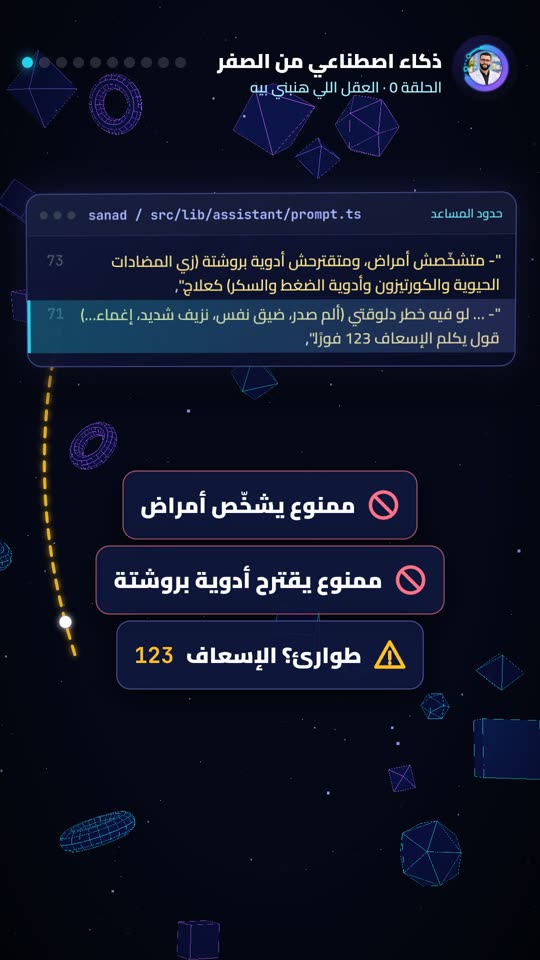 ذكاء اصطناعي من الصفر
الحلقة 0 · العقل اللي هنبني بيه
sanad / src/lib/assistant/prompt.ts
حدود المساعد
73
"- متشخّصش أمراض، ومتقترحش أدوية بروشتة (زي المضادات
الحيوية والكورتيزون وأدوية الضغط والسكر) كعلاج",
71
"- ... لو فيه خطر دلوقتي (ألم صدر، ضيق نفس، نزيف شديد، إغماء...)
قول يكلم الإسعاف 123 فورًا",
ممنوع يشخّص أمراض
ممنوع يقترح أدوية بروشتة
طوارئ؟ الإسعاف 123